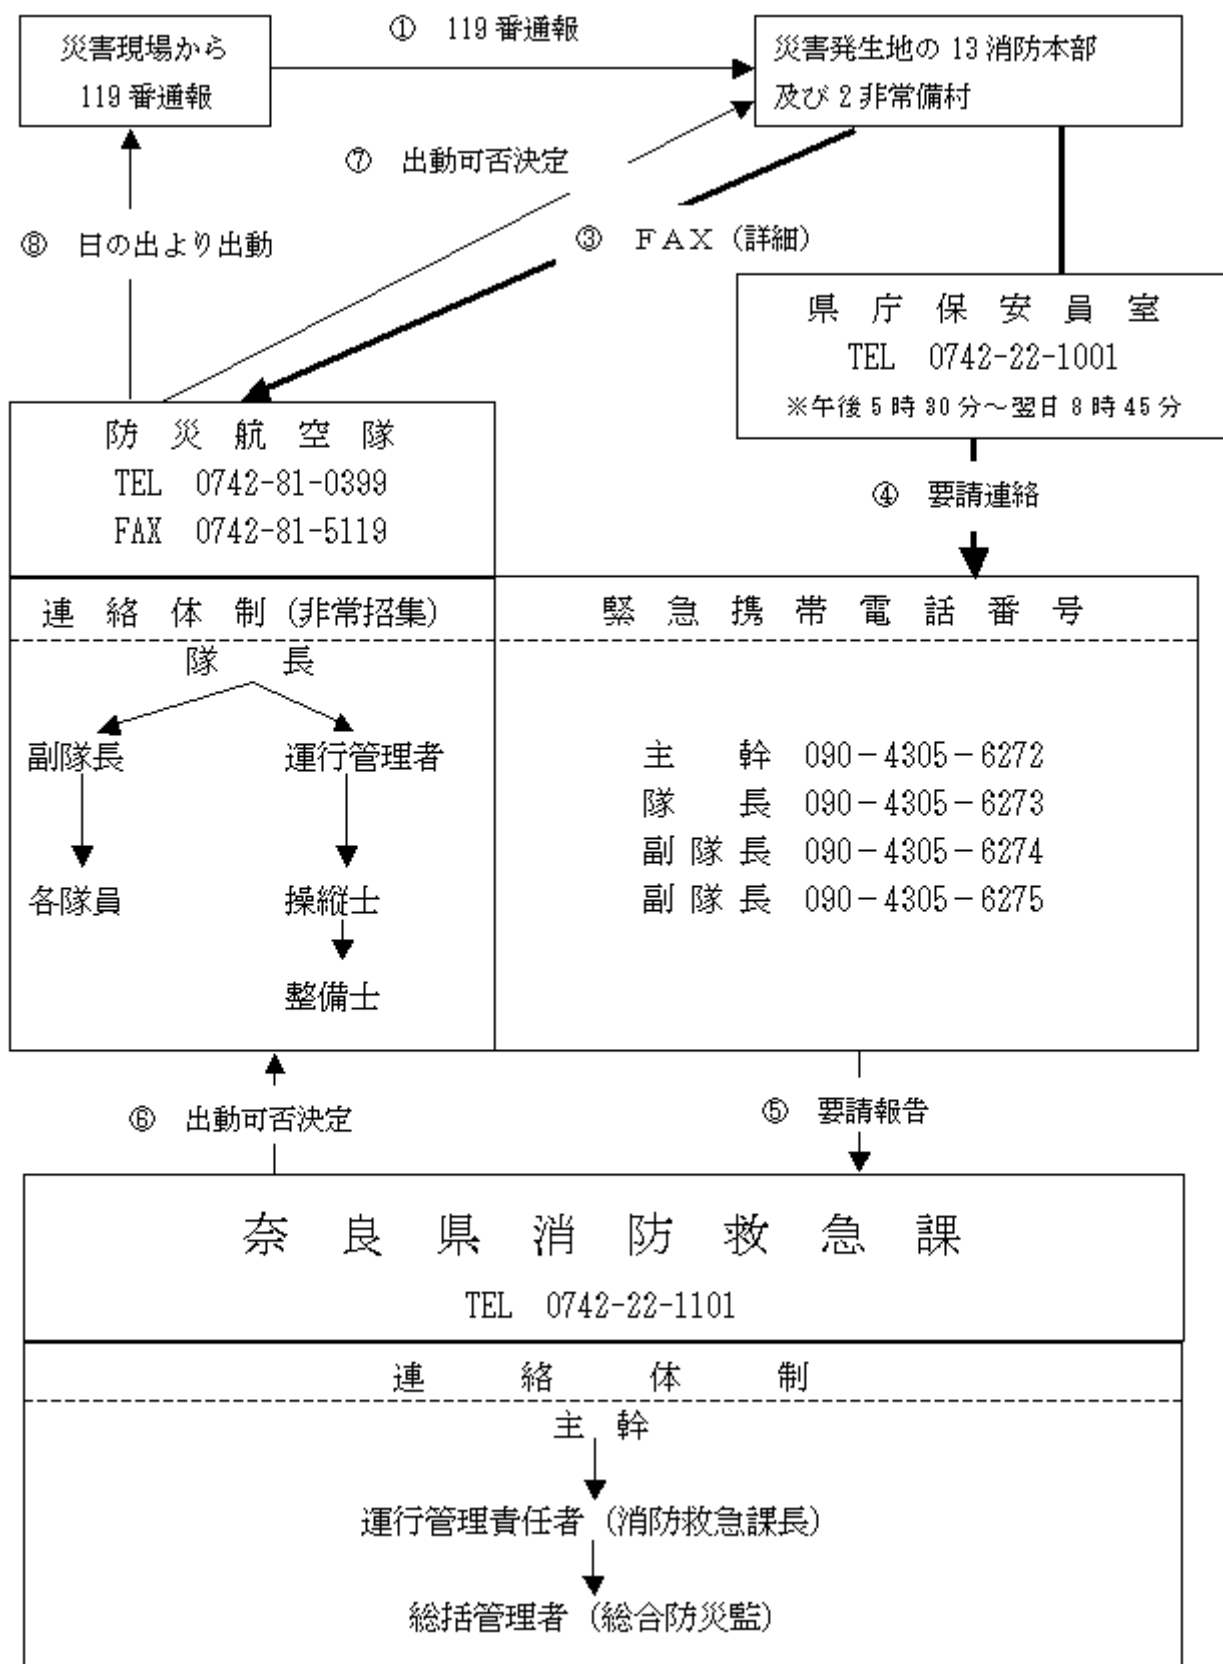 ① 119番通報
災害現場から
119番通報
災害発生地の13消防本部
及び2非常備村
⑦ 出動可否決定
③ FAX(詳細)
⑧ 日の出より出動
県庁保安員室
TEL 0742-22-1001
※午後5時30分~翌日8時45分
防災航空隊
TEL 0742-81-0399
FAX 0742-81-5119
④ 要請連絡
連絡体制(非常招集)
隊長
副隊長
運行管理者
各隊員
操縦士
整備士
緊急携帯電話番号
主幹 090-4305-6272
隊長 090-4305-6273
副隊長 090-4305-6274
副隊長 090-4305-6275
⑥ 出動可否決定
⑤ 要請報告
奈良県消防救急課
TEL 0742-22-1101
連絡体制
主幹
運行管理責任者(消防救急課長)
総括管理者(総合防災監)